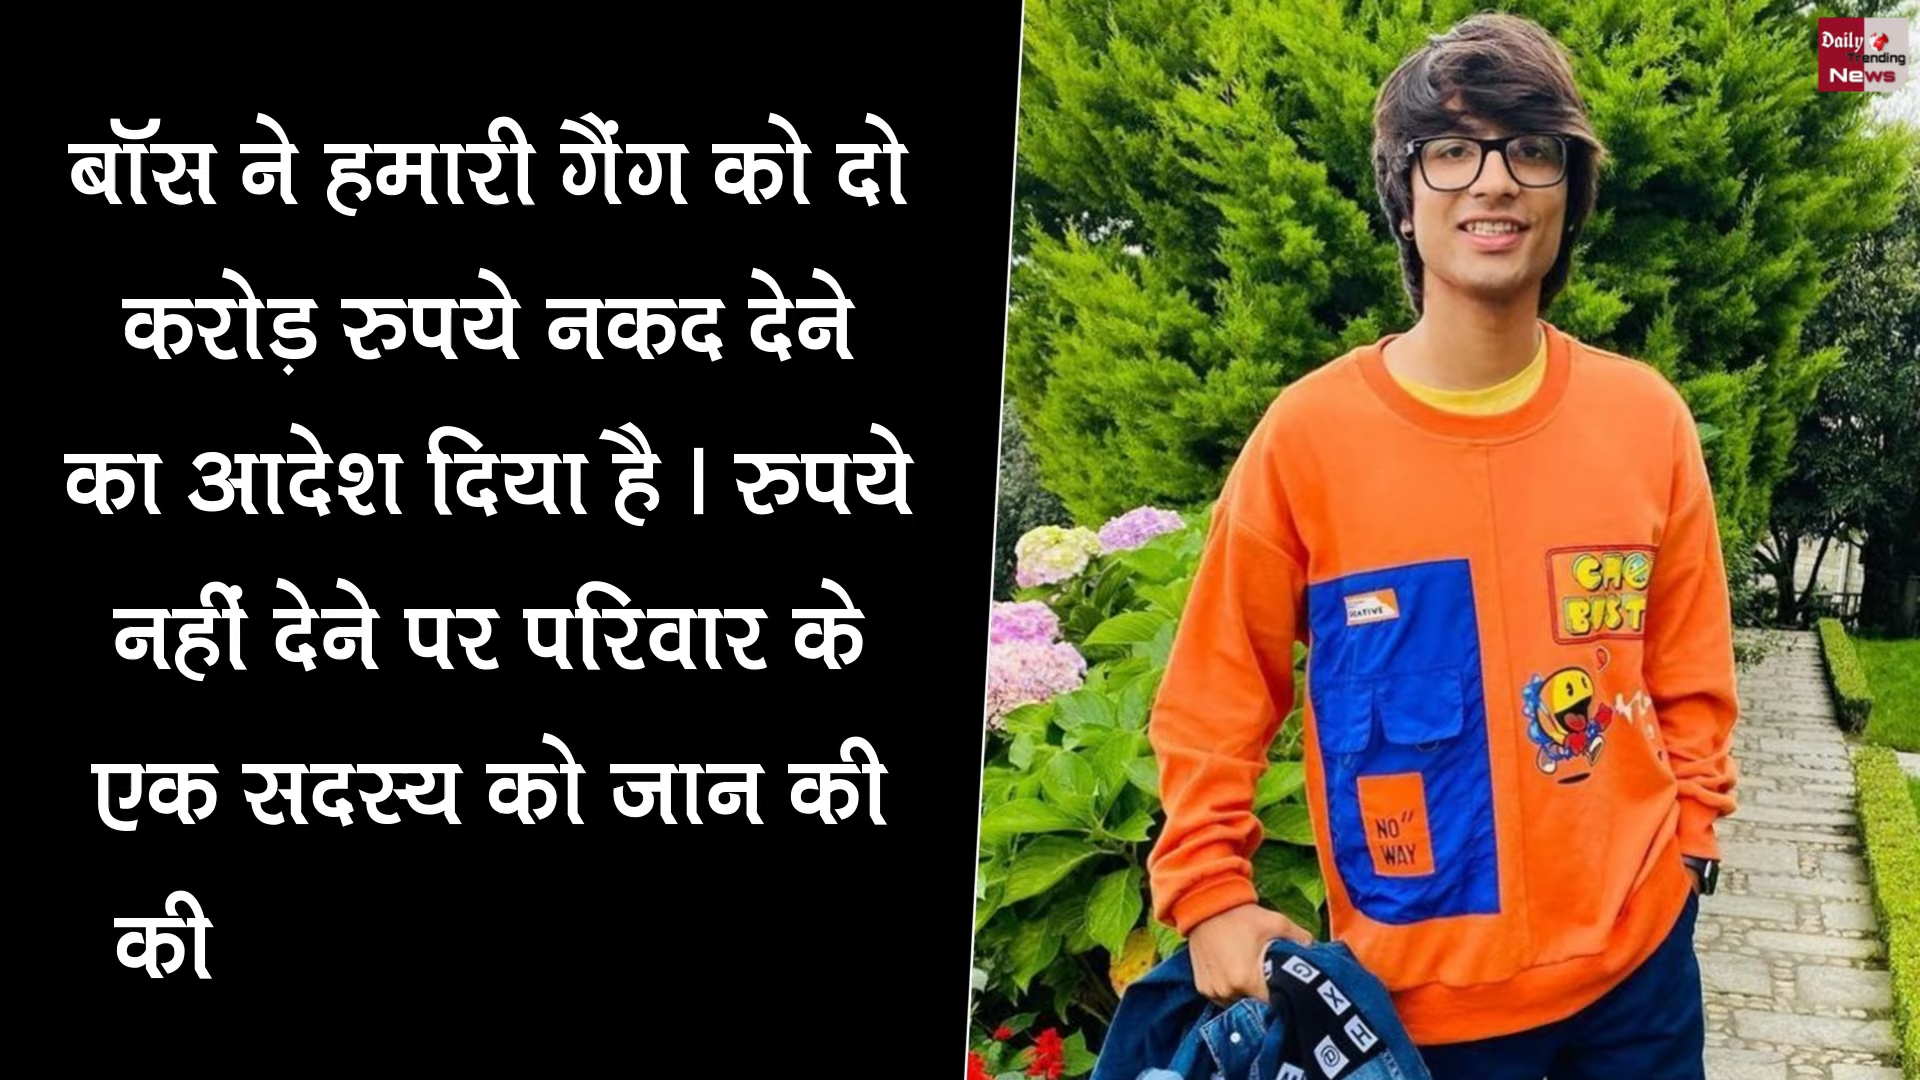 बॉस ने हमारी गैंग को दो
करोड़ रुपये नकद देने
का आदेश दिया है। रुपये
नहीं देने पर परिवार के
एक सदस्य को जान की
की
Daily
Trending
News
NO"
WAY